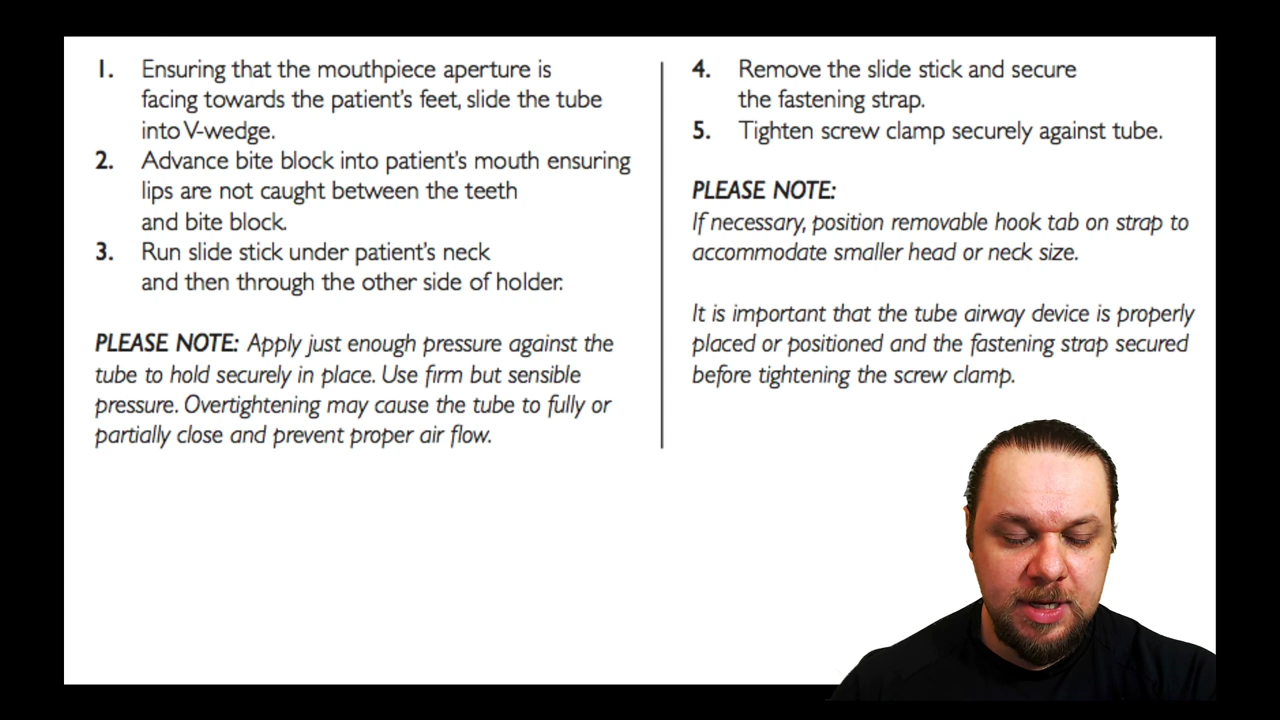 1. Ensuring that the mouthpiece aperture is
facing towards the patient's feet, slide the tube
into V-wedge.
2. Advance bite block into patient's mouth ensuring
lips are not caught between the teeth
and bite block.
3. Run slide stick under patient's neck
and then through the other side of holder.
PLEASE NOTE: Apply just enough pressure against the
tube to hold securely in place. Use firm but sensible
pressure. Overtightening may cause the tube to fully or
partially close and prevent proper air flow.
4. Remove the slide stick and secure
the fastening strap.
5. Tighten screw clamp securely against tube.
PLEASE NOTE:
If necessary, position removable hook tab on strap to
accommodate smaller head or neck size.
It is important that the tube airway device is properly
placed or positioned and the fastening strap secured
before tightening the screw clamp.